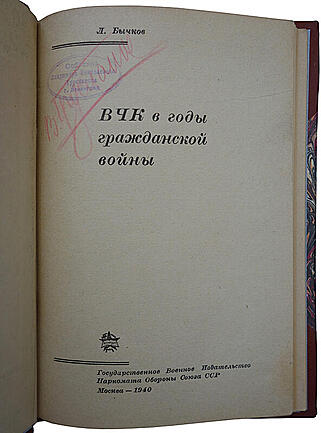 Л. Бычков
ВЧК в годы
гражданской
войны
Государственное Военное Издательство
Наркомата Обороны Союза ССР
Москва — 1940